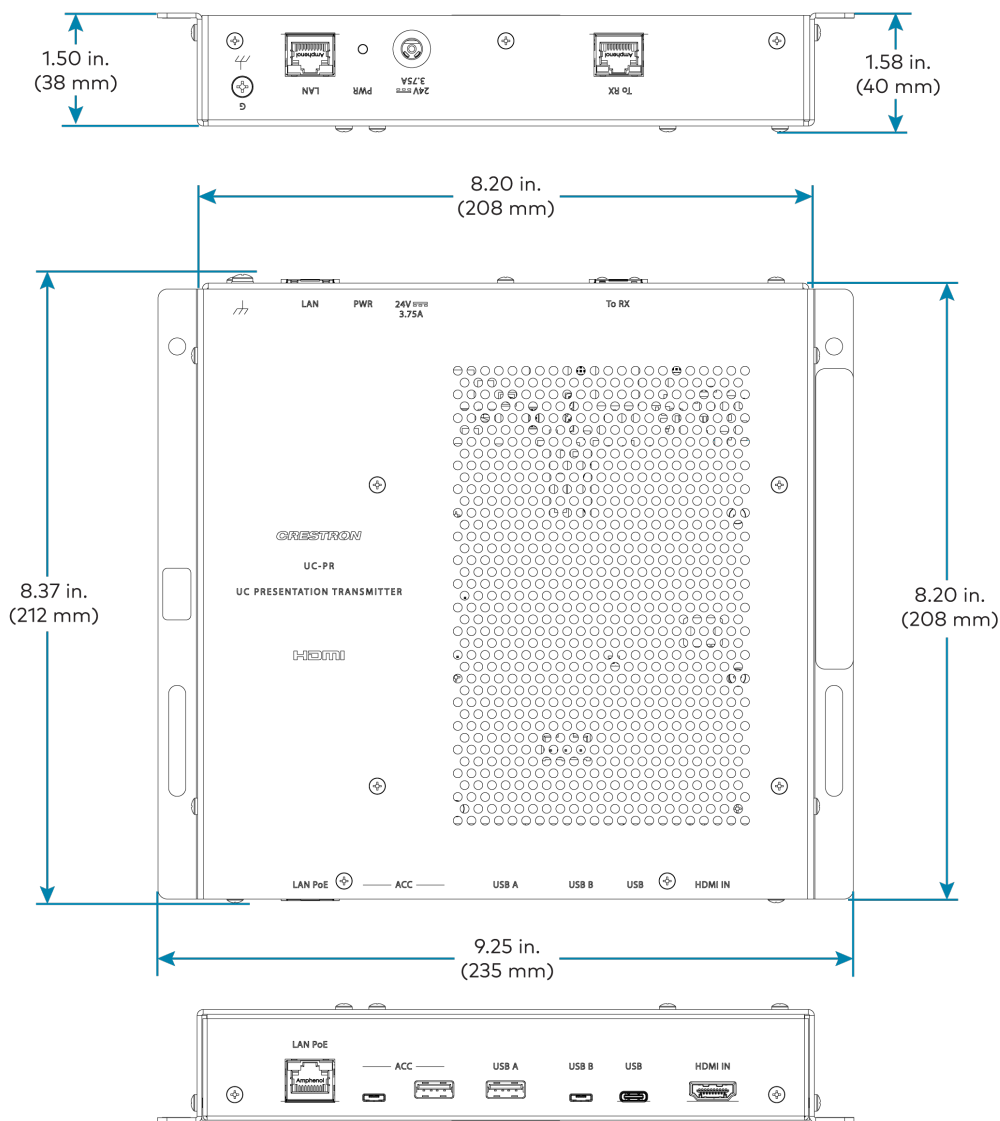 1.50 in.
(38 mm)
1.58 in.
(40 mm)
Amphenol
Amphenol
G
LAN
PWR
24V
3.75A
To RX
8.20 in.
(208 mm)
LAN
PWR
24V
3.75A
To RX
CRESTRON
UC-PR
UC PRESENTATION TRANSMITTER
HDMI
8.37 in.
(212 mm)
8.20 in.
(208 mm)
LAN PoE
ACC
USB A
USB B
USB
HDMI IN
9.25 in.
(235 mm)
LAN PoE
ACC
USB A
USB B
USB
HDMI IN
Amphenol